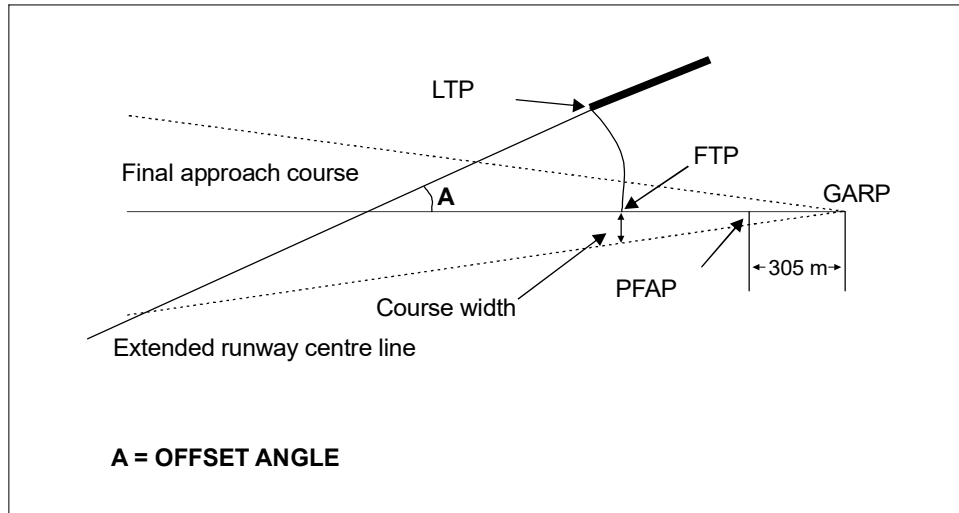 LTP
FTP
Final approach course
A
GARP
305 m
PFAP
Course width
Extended runway centre line
A = OFFSET ANGLE